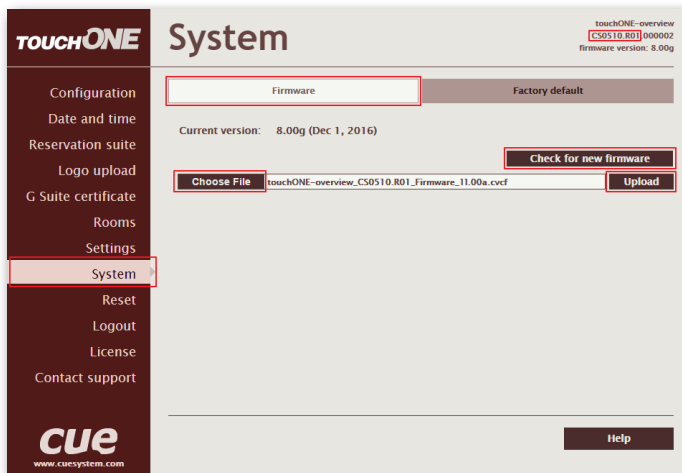 TOUCHONE
System
touchONE-overview
CS0510.R01 000002
firmware version: 8.00g
Configuration
Date and time
Reservation suite
Logo upload
G Suite certificate
Rooms
Settings
System
Reset
Logout
License
Contact support
Firmware
Factory default
Current version: 8.00g (Dec 1, 2016)
Check for new firmware
Choose File touchONE-overview_CS0510.R01_Firmware_11.00a.cvcf Upload
Help
cue
www.cuesystem.com